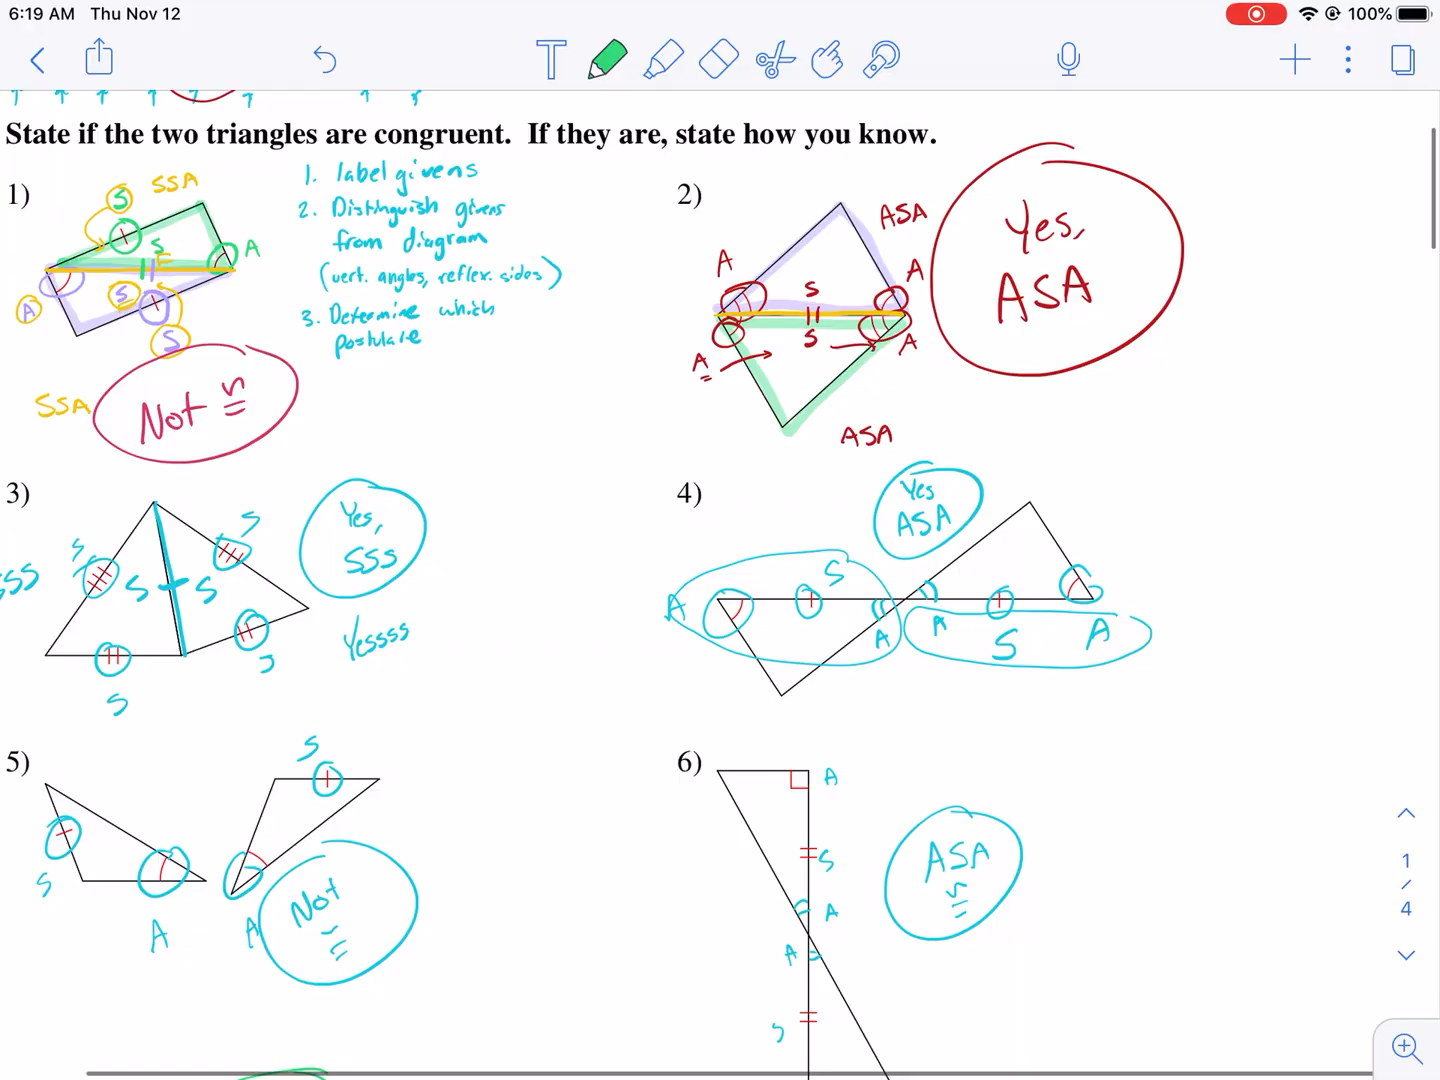 6:19 AM Thu Nov 12
100%
State if the two triangles are congruent. If they are, state how you know.
1)
S
SSA
S
A
A
S
S
SSA
Not ≅
1. label givens
2. Distinguish givens
from diagram
(vert. angles, reflex. sides)
3. Determine which
postulate
2)
ASA
A
A
S
S
A
A
ASA
Yes,
ASA
3)
S
S
S
S
S
S
SSS
Yes,
SSS
Yessss
4)
Yes
ASA
A
S
A
A
S
A
5)
S
S
A
A
Not
≅
6)
A
S
A
A
S
ASA
≅
1
/
4